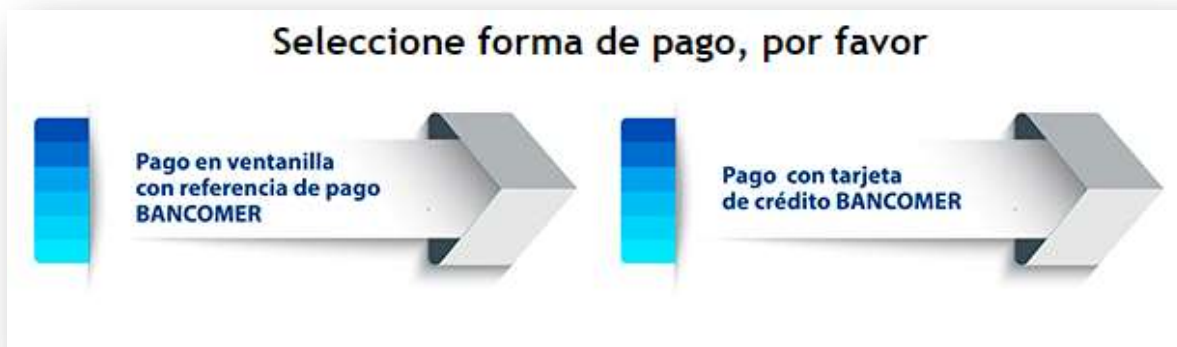 Seleccione forma de pago, por favor
Pago en ventanilla
con referencia de pago
BANCOMER
Pago con tarjeta
de crédito BANCOMER